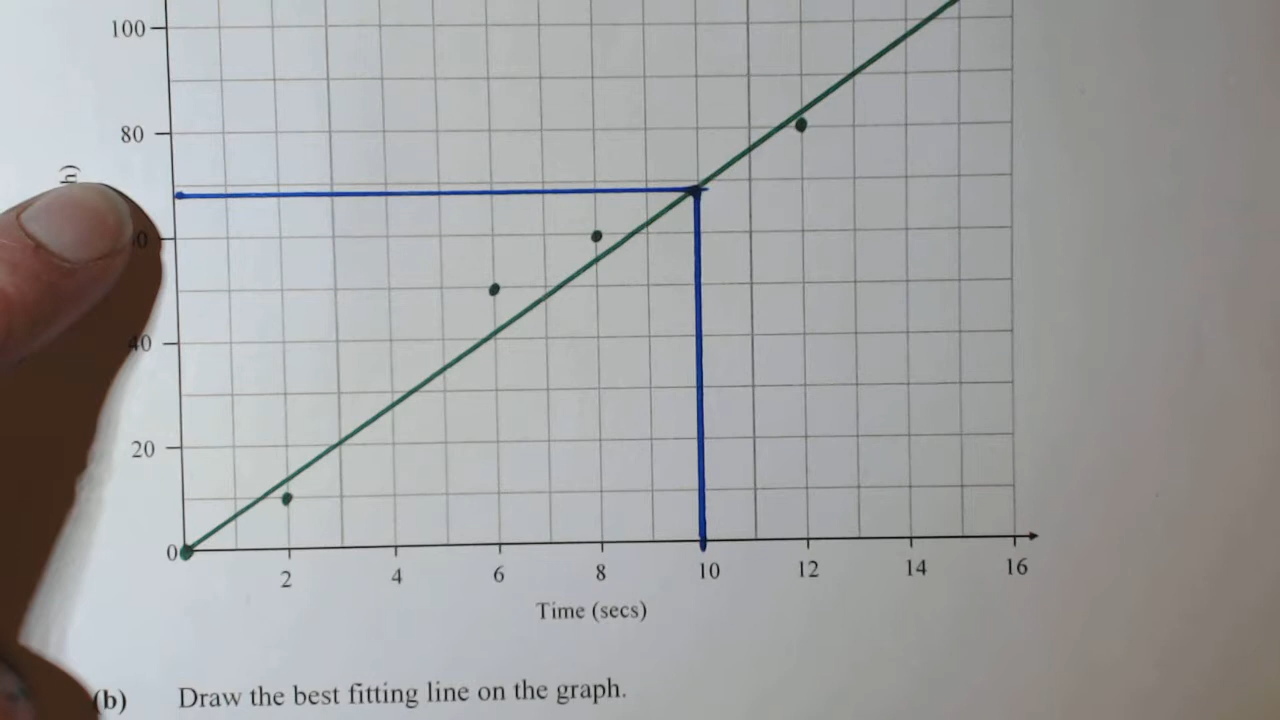 100
80
h)
0
40
20
0
2 4 6 8 10 12 14 16
Time (secs)
(b) Draw the best fitting line on the graph.